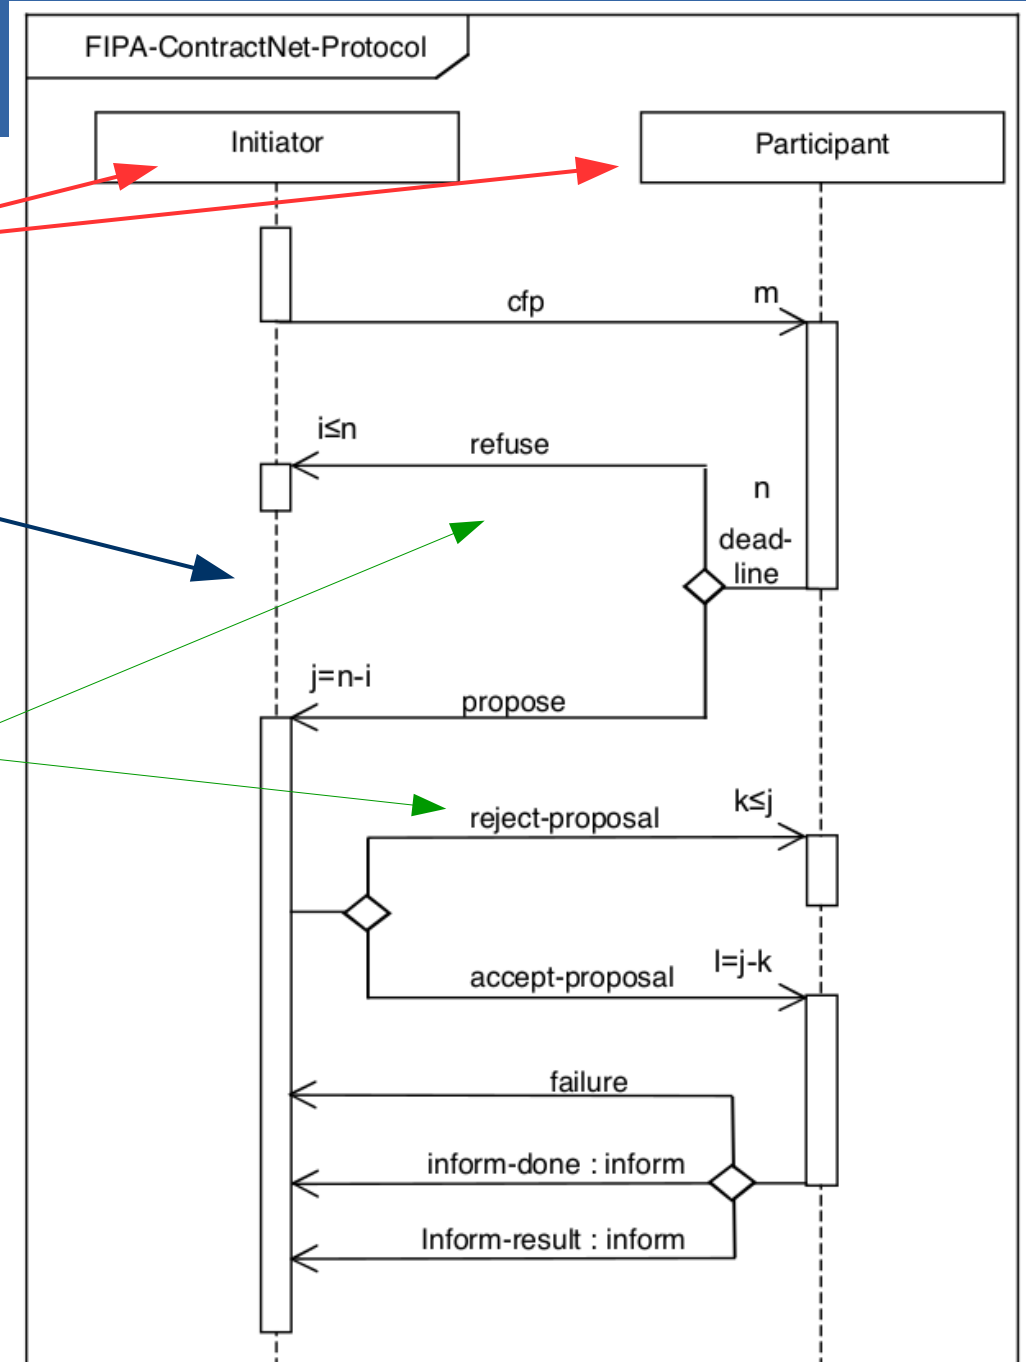 FIPA-ContractNet-Protocol
Initiator
Participant
cfp
m
i≤n
refuse
n
dead-
line
j=n-i
propose
k≤j
reject-proposal
l=j-k
accept-proposal
failure
inform-done : inform
Inform-result : inform